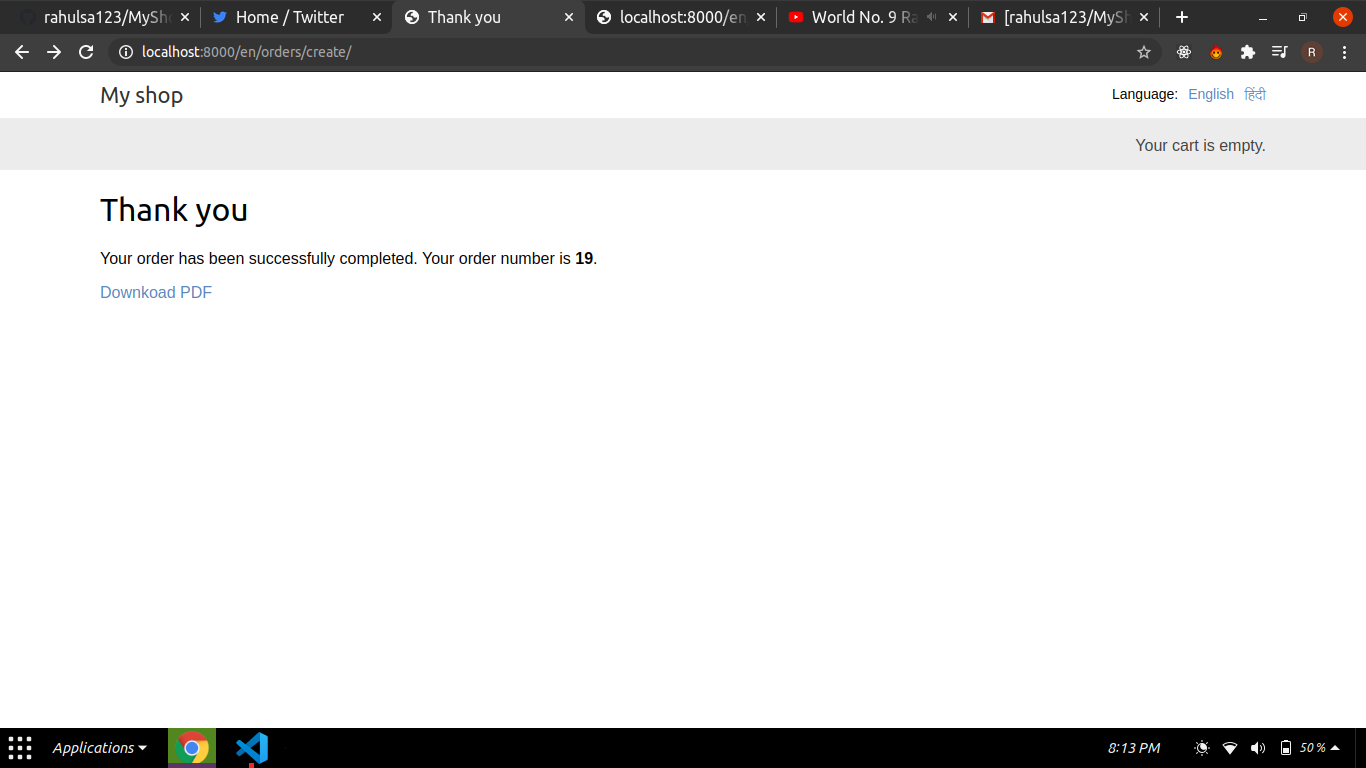 rahulsa123/MySho
Home / Twitter
Thank you
localhost:8000/en
World No. 9 Ra
[rahulsa123/MySh
localhost:8000/en/orders/create/
R
My shop
Language: English हिंदी
Your cart is empty.
Thank you
Your order has been successfully completed. Your order number is 19.
Downkoad PDF
Applications
8:13 PM
50 %